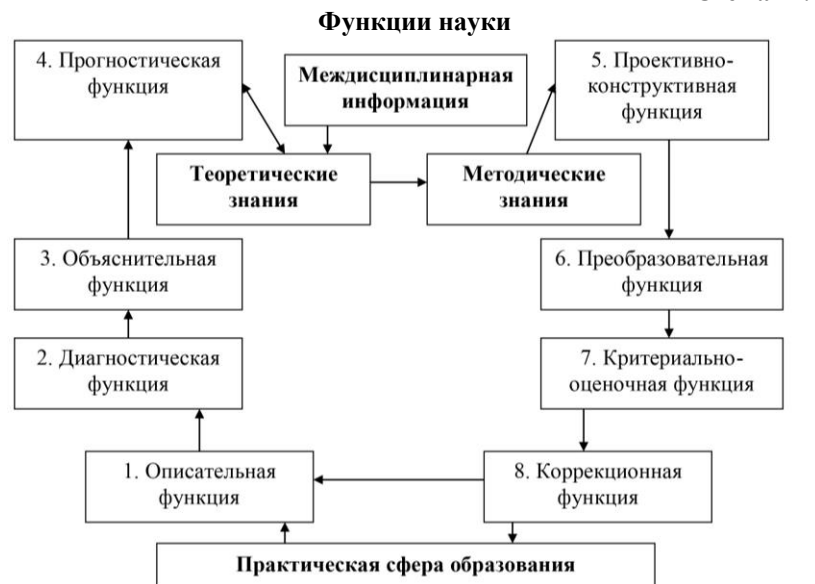 Функции науки
4. Прогностическая
функция
Междисциплинарная
информация
5. Проективно-
конструктивная
функция
Теоретические
знания
Методические
знания
3. Объяснительная
функция
6. Преобразовательная
функция
2. Диагностическая
функция
7. Критериально-
оценочная функция
1. Описательная
функция
8. Коррекционная
функция
Практическая сфера образования